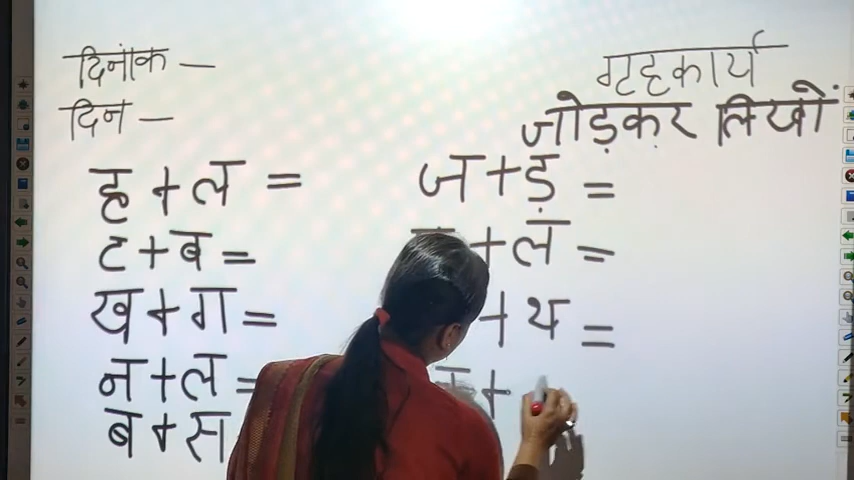 दिनांक –
दिन –
गृहकार्य
जोड़कर लिखों
ह + ल =
ट + ब =
ख + ग =
न + ल =
ब + स
ज + ड़ =
+ ल =
+ थ =
+